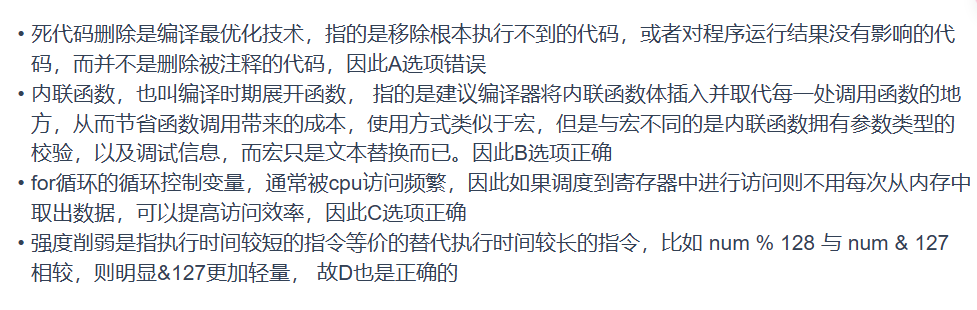 • 死代码删除是编译最优化技术，指的是移除根本执行不到的代码，或者对程序运行结果没有影响的代
码，而并不是删除被注释的代码，因此A选项错误
• 内联函数，也叫编译时期展开函数， 指的是建议编译器将内联函数体插入并取代每一处调用函数的地
方，从而节省函数调用带来的成本，使用方式类似于宏，但是与宏不同的是内联函数拥有参数类型的
校验，以及调试信息，而宏只是文本替换而已。因此B选项正确
• for循环的循环控制变量，通常被cpu访问频繁，因此如果调度到寄存器中进行访问则不用每次从内存中
取出数据，可以提高访问效率，因此C选项正确
• 强度削弱是指执行时间较短的指令等价的替代执行时间较长的指令，比如 num % 128 与 num & 127
相较，则明显&127更加轻量， 故D也是正确的